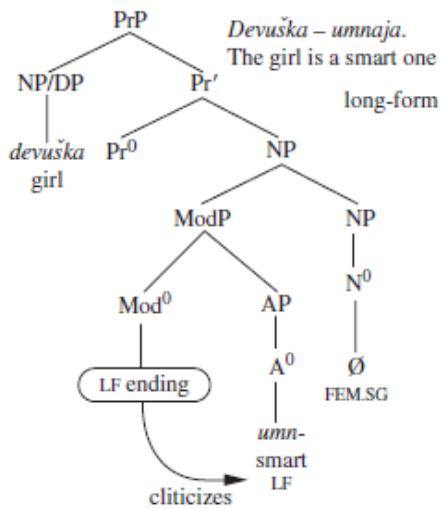 PrP
Devuška – umnaja.
The girl is a smart one
NP/DP Pr′
long-form
devuška Pr⁰ NP
girl
ModP NP
Mod⁰ AP N⁰
LF ending A⁰ Ø
FEM.SG
umn-
smart
LF
cliticizes